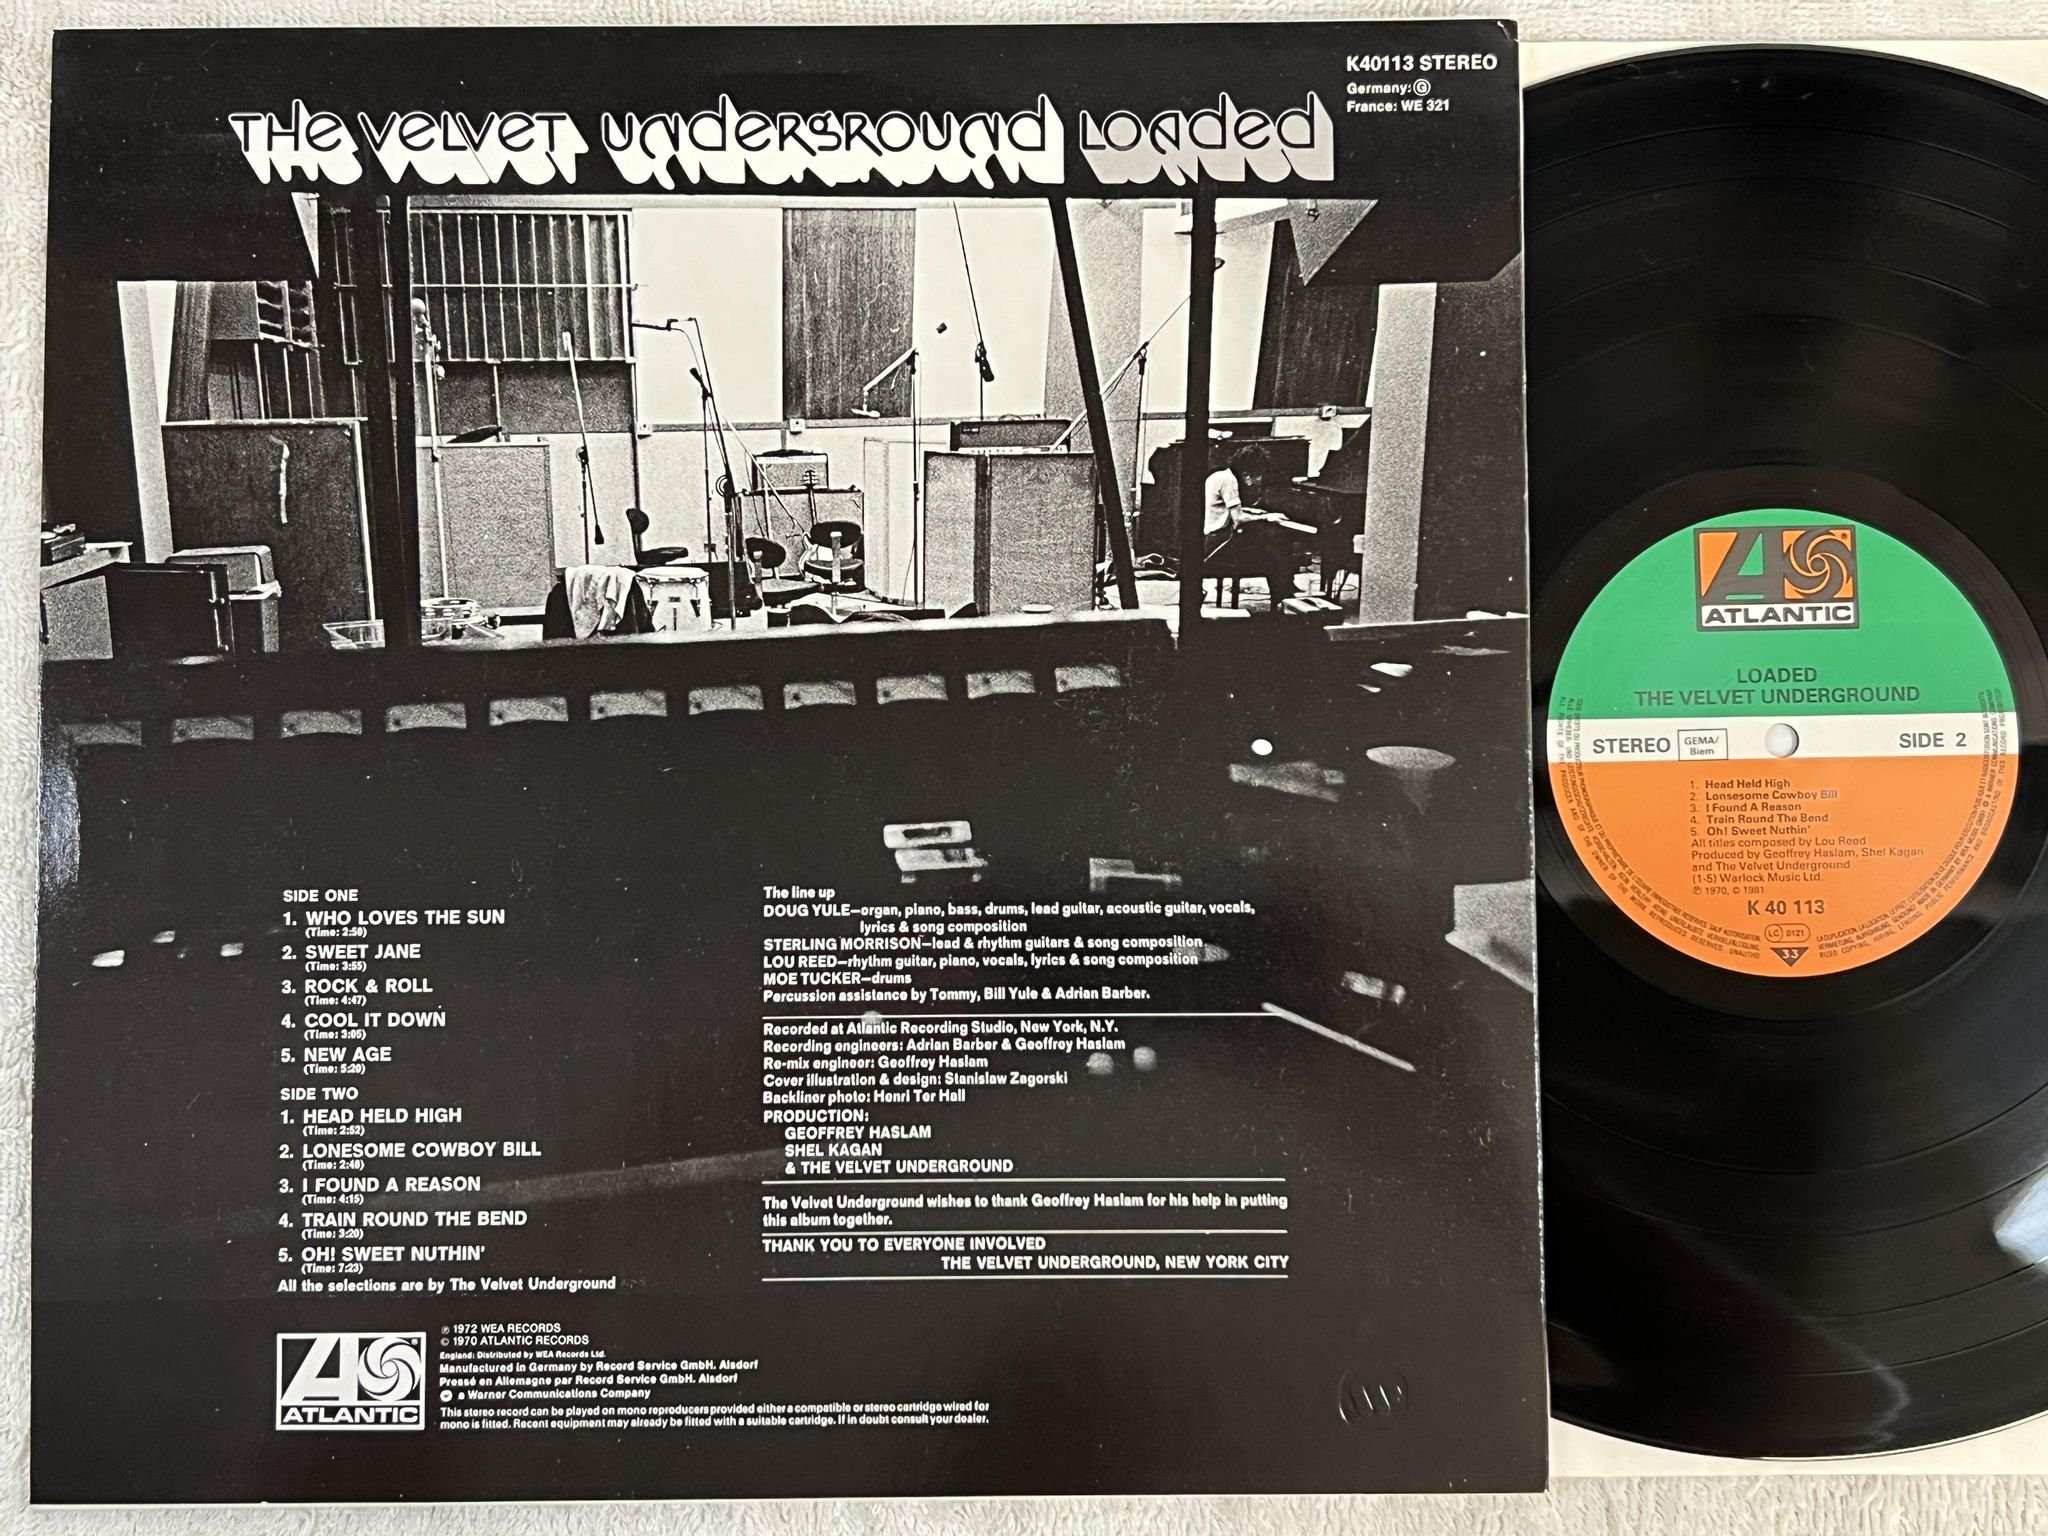 K40113 STEREO
Germany: G
France: WE 321
THE VELVET UNDERGROUND LOADED
SIDE ONE
1. WHO LOVES THE SUN
(Time: 2:50)
2. SWEET JANE
(Time: 3:55)
3. ROCK & ROLL
(Time: 4:47)
4. COOL IT DOWN
(Time: 3:05)
5. NEW AGE
(Time: 5:20)
SIDE TWO
1. HEAD HELD HIGH
(Time: 2:52)
2. LONESOME COWBOY BILL
(Time: 2:48)
3. I FOUND A REASON
(Time: 4:15)
4. TRAIN ROUND THE BEND
(Time: 3:20)
5. OH! SWEET NUTHIN'
(Time: 7:23)
All the selections are by The Velvet Underground
The line up
DOUG YULE—organ, piano, bass, drums, lead guitar, acoustic guitar, vocals,
lyrics & song composition
STERLING MORRISON—lead & rhythm guitars & song composition
LOU REED—rhythm guitar, piano, vocals, lyrics & song composition
MOE TUCKER—drums
Percussion assistance by Tommy, Bill Yule & Adrian Barber.
Recorded at Atlantic Recording Studio, New York, N.Y.
Recording engineers: Adrian Barber & Geoffrey Haslam
Re-mix engineer: Geoffrey Haslam
Cover illustration & design: Stanislaw Zagorski
Backliner photo: Henri Ter Hall
PRODUCTION:
GEOFFREY HASLAM
SHEL KAGAN
& THE VELVET UNDERGROUND
The Velvet Underground wishes to thank Geoffrey Haslam for his help in putting
this album together.
THANK YOU TO EVERYONE INVOLVED
THE VELVET UNDERGROUND, NEW YORK CITY
ATLANTIC
℗ 1972 WEA RECORDS
© 1970 ATLANTIC RECORDS
England: Distributed by WEA Records Ltd.
Manufactured in Germany by Record Service GmbH. Alsdorf
Pressé en Allemagne par Record Service GmbH. Alsdorf
a Warner Communications Company
This stereo record can be played on mono reproducers provided either a compatible or stereo cartridge wired for
mono is fitted. Recent equipment may already be fitted with a suitable cartridge. If in doubt consult your dealer.
ATLANTIC
LOADED
THE VELVET UNDERGROUND
STEREO
GEMA/
Biem
SIDE 2
1. Head Held High
2. Lonsesome Cowboy Bill
3. I Found A Reason
4. Train Round The Bend
5. Oh! Sweet Nuthin'
All titles composed by Lou Reed
Produced by Geoffrey Haslam, Shel Kagan
and The Velvet Underground
(1-5) Warlock Music Ltd.
℗ 1970, © 1981
K 40 113
LC 0121
33